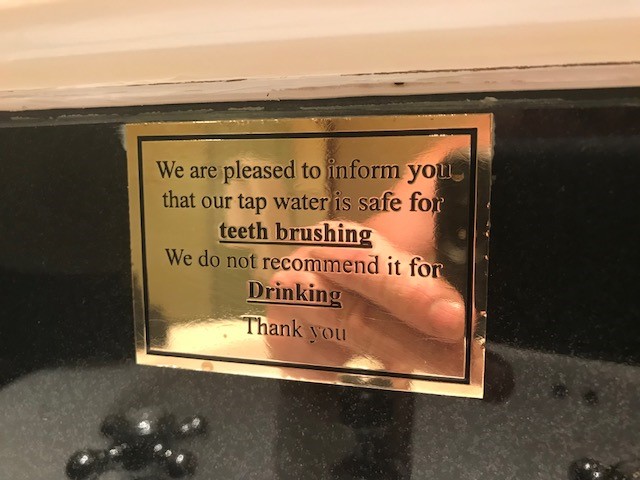 We are pleased to inform you
that our tap water is safe for
teeth brushing
We do not recommend it for
Drinking
Thank you